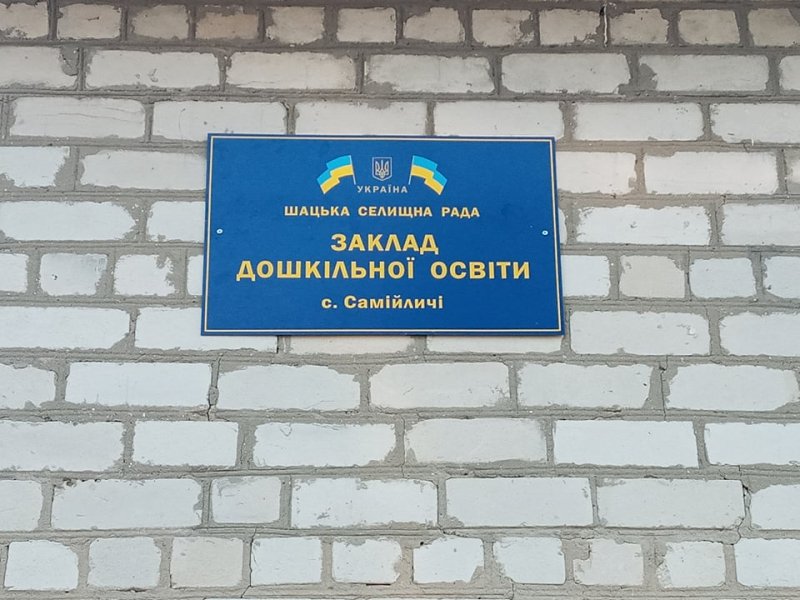 УКРАЇНА
ШАЦЬКА СЕЛИЩНА РАДА
ЗАКЛАД
ДОШКІЛЬНОЇ ОСВІТИ
с. Самійличі